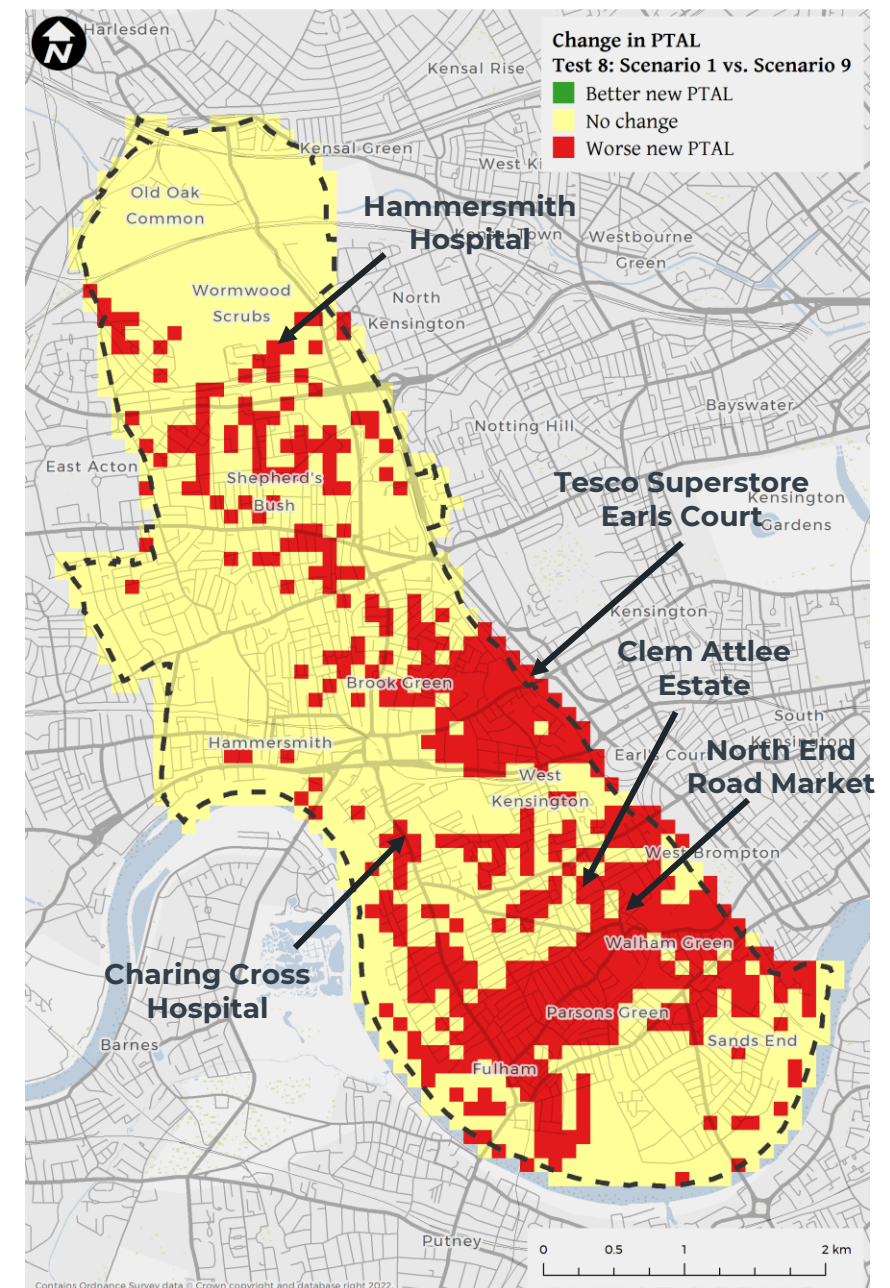 N
Harlesden
Change in PTAL
Test 8: Scenario 1 vs. Scenario 9
Better new PTAL
No change
Worse new PTAL
Kensal Rise
Kensal Green
West Ki
Old Oak
Common
Hammersmith
Hospital
Town
Westbourne
Green
Wormwood
Scrubs
North
Kensington
Bayswater
Notting Hill
East Acton
Shepherd's
Bush
Tesco Superstore
Earls Court
Kensington
Gardens
Kensington
Clem Attlee
Estate
Brook Green
South
Hammersmith
Earl's Cour
North End
Road Market
West
Kensington
West Brompton
Walham Green
Charing Cross
Hospital
Parsons Green
Sands End
Barnes
Fulham
Putney
0 0.5 1 2 km
Contains Ordnance Survey data © Crown copyright and database right 2022